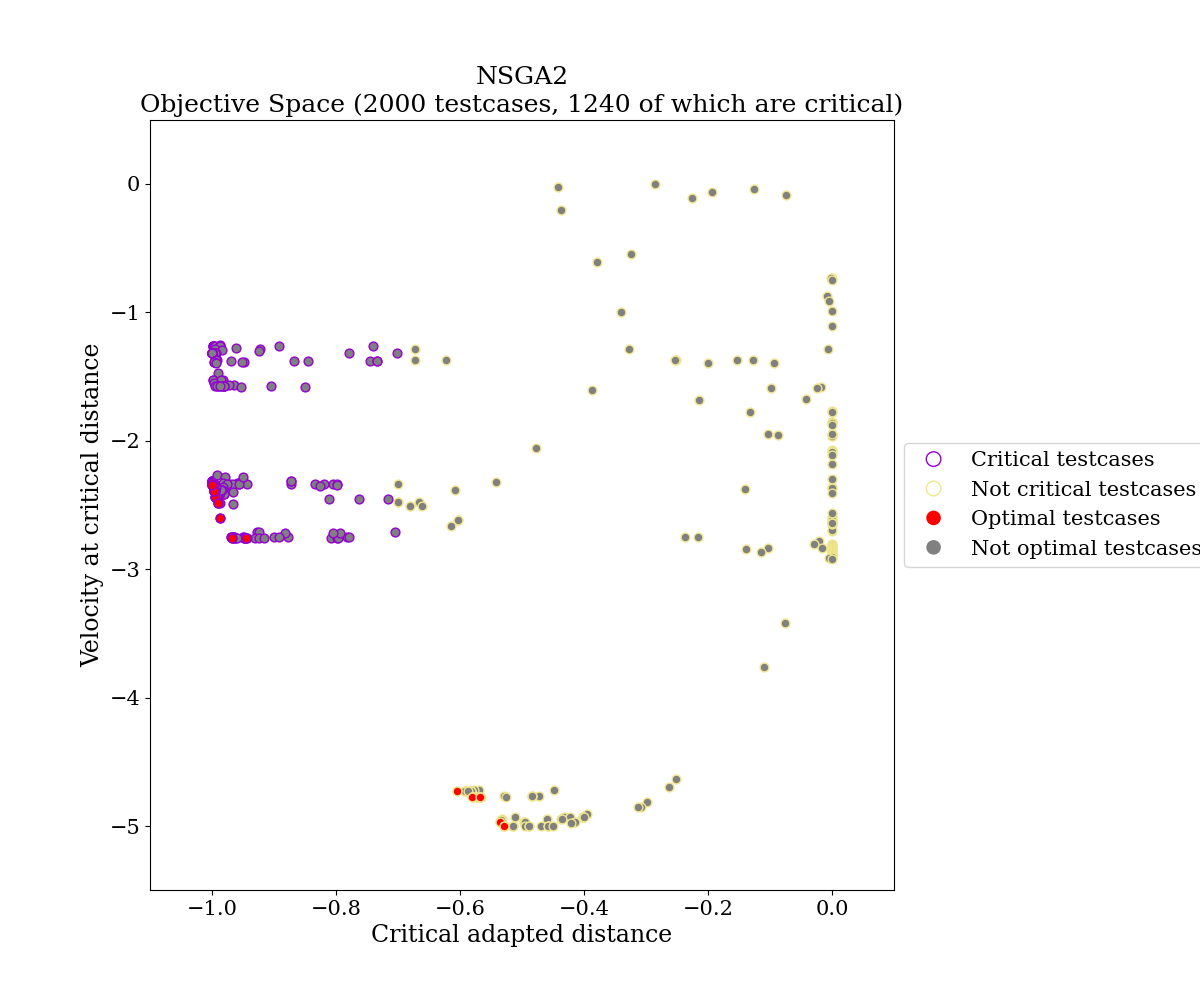 NSGA2
Objective Space (2000 testcases, 1240 of which are critical)
0
−1
−2
−3
−4
−5
Velocity at critical distance
−1.0
−0.8
−0.6
−0.4
−0.2
0.0
Critical adapted distance
Critical testcases
Not critical testcases
Optimal testcases
Not optimal testcases